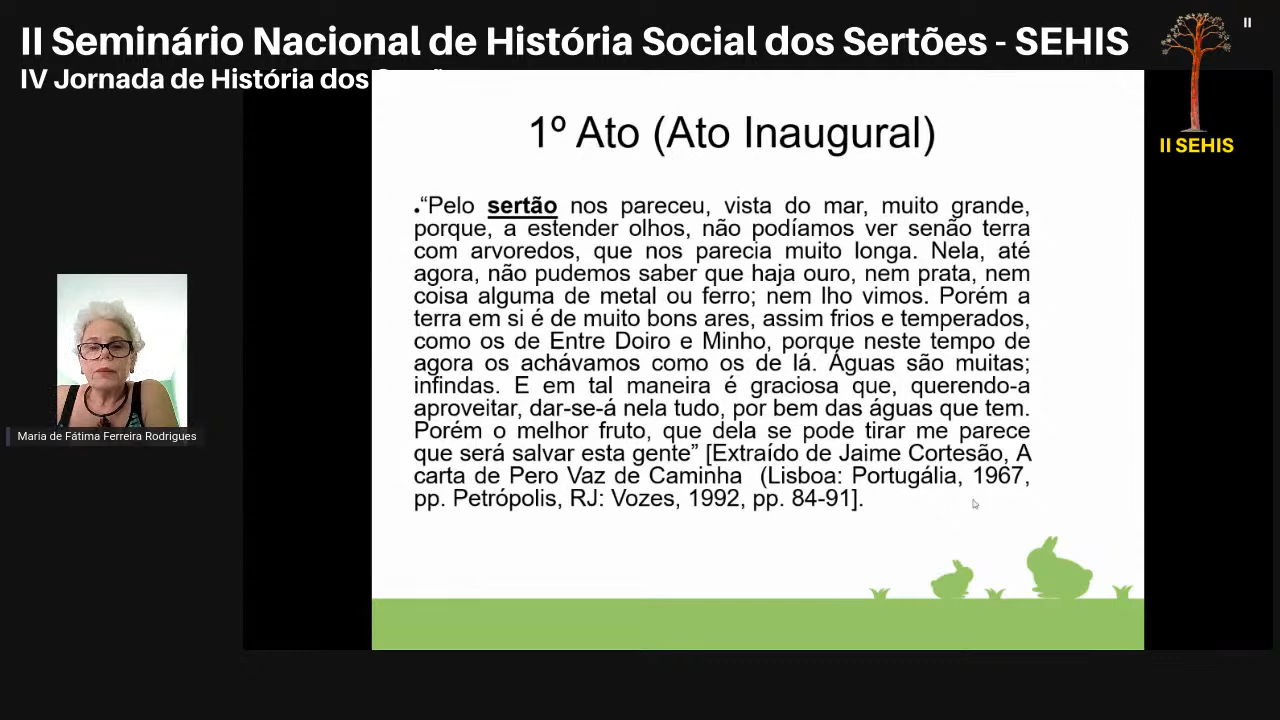 II Seminário Nacional de História Social dos Sertões - SEHIS
IV Jornada de História dos
II
II SEHIS
1º Ato (Ato Inaugural)
.“Pelo sertão nos pareceu, vista do mar, muito grande,
porque, a estender olhos, não podíamos ver senão terra
com arvoredos, que nos parecia muito longa. Nela, até
agora, não pudemos saber que haja ouro, nem prata, nem
coisa alguma de metal ou ferro; nem lho vimos. Porém a
terra em si é de muito bons ares, assim frios e temperados,
como os de Entre Doiro e Minho, porque neste tempo de
agora os achávamos como os de lá. Águas são muitas;
infindas. E em tal maneira é graciosa que, querendo-a
aproveitar, dar-se-á nela tudo, por bem das águas que tem.
Porém o melhor fruto, que dela se pode tirar me parece
que será salvar esta gente” [Extraído de Jaime Cortesão, A
carta de Pero Vaz de Caminha (Lisboa: Portugália, 1967,
pp. Petrópolis, RJ: Vozes, 1992, pp. 84-91].
Maria de Fátima Ferreira Rodrigues